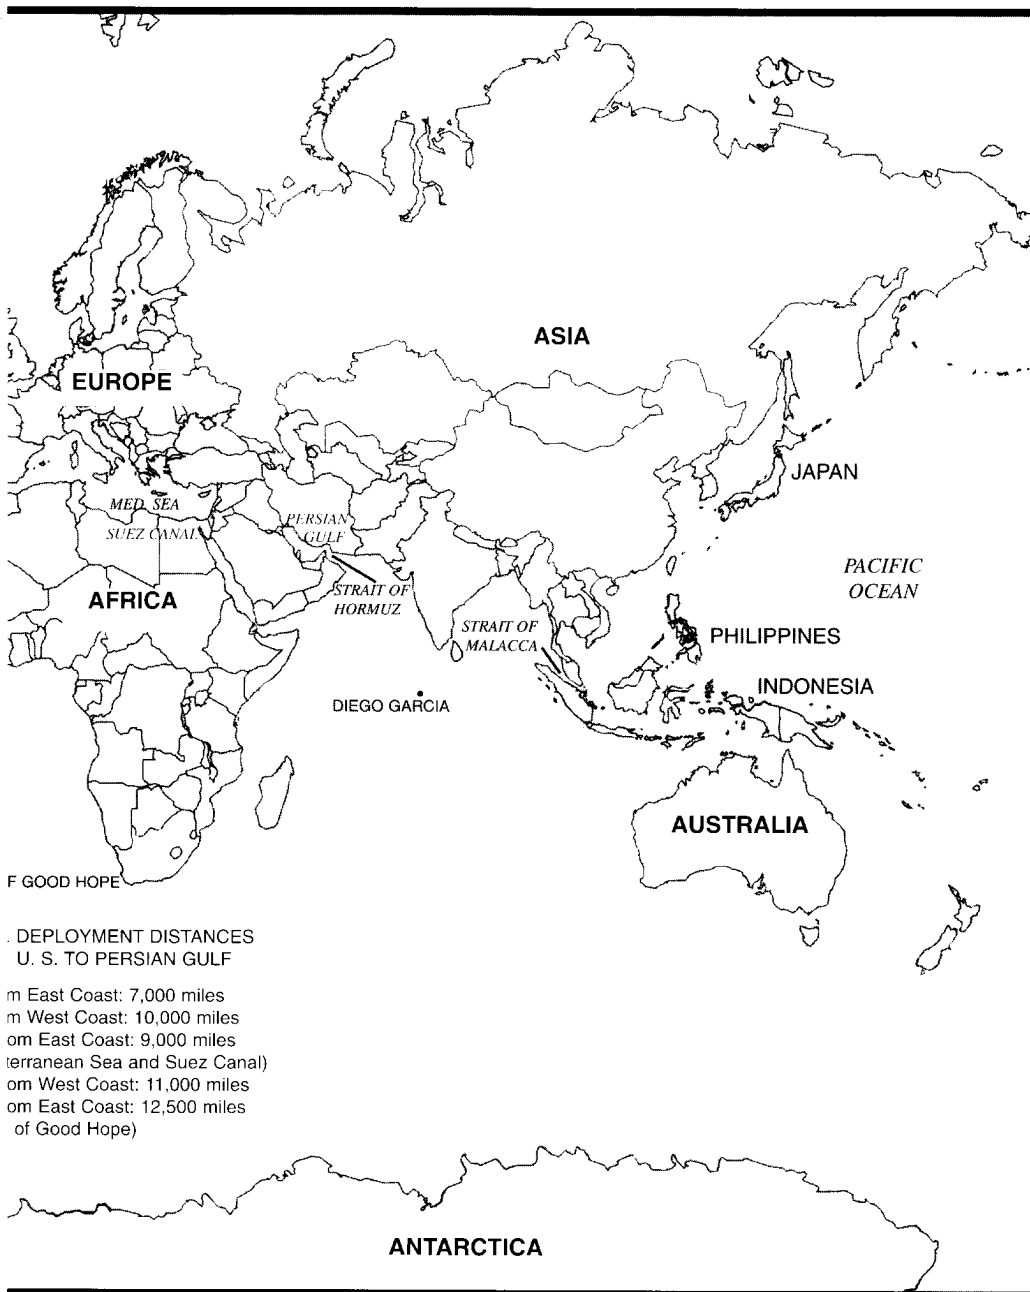 ASIA
EUROPE
JAPAN
MED. SEA
SUEZ CANAL
PERSIAN
GULF
PACIFIC
OCEAN
AFRICA
STRAIT OF
HORMUZ
STRAIT OF
MALACCA
PHILIPPINES
INDONESIA
DIEGO GARCIA
AUSTRALIA
F GOOD HOPE
. DEPLOYMENT DISTANCES
U. S. TO PERSIAN GULF
m East Coast: 7,000 miles
m West Coast: 10,000 miles
om East Coast: 9,000 miles
terranean Sea and Suez Canal)
om West Coast: 11,000 miles
om East Coast: 12,500 miles
of Good Hope)
ANTARCTICA